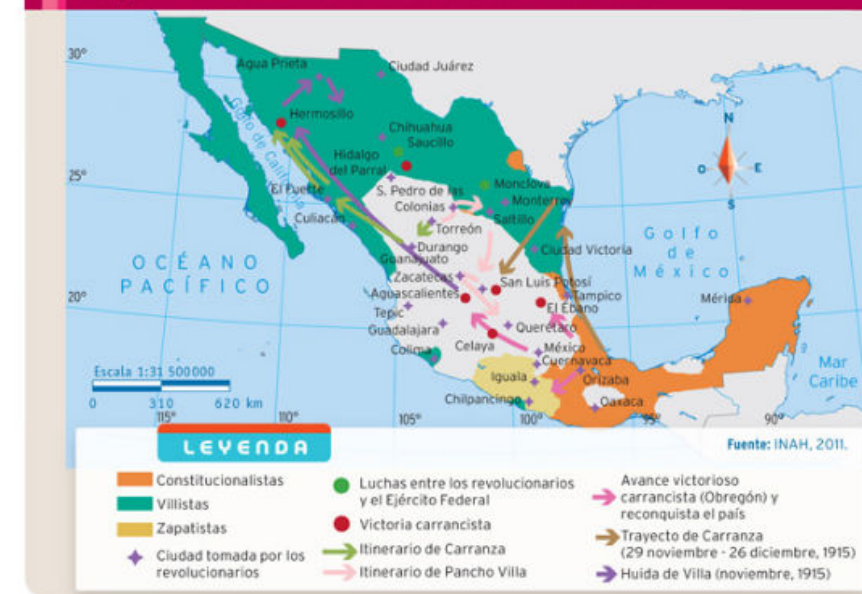 30°
Agua Prieta
Ciudad Juárez
Hermosillo
Golfo de California
Chihuahua
Saucillo
Hidalgo
del Parral
25°
El Fuerte
S. Pedro de las
Colonias
Monclova
Monterrey
Saltillo
Culiacán
Torreón
Durango
Ciudad Victoria
Golfo
de
México
N
O
E
S
OCÉANO
PACÍFICO
Guanajuato
Zacatecas
San Luis Potosí
Aguascalientes
Tampico
El Ébano
Mérida
20°
Tepic
Guadalajara
Querétaro
Colima
Celaya
México
Cuernavaca
Mar
Caribe
Iguala
Orizaba
Chilpancingo
Oaxaca
Escala 1:31 500000
0 310 620 km
115°
110°
105°
100°
95°
90°
LEYENDA
Fuente: INAH, 2011.
Constitucionalistas
Villistas
Zapatistas
Ciudad tomada por los
revolucionarios
Luchas entre los revolucionarios
y el Ejército Federal
Victoria carrancista
Itinerario de Carranza
Itinerario de Pancho Villa
Avance victorioso
carrancista (Obregón) y
reconquista el país
Trayecto de Carranza
(29 noviembre - 26 diciembre, 1915)
Huida de Villa (noviembre, 1915)